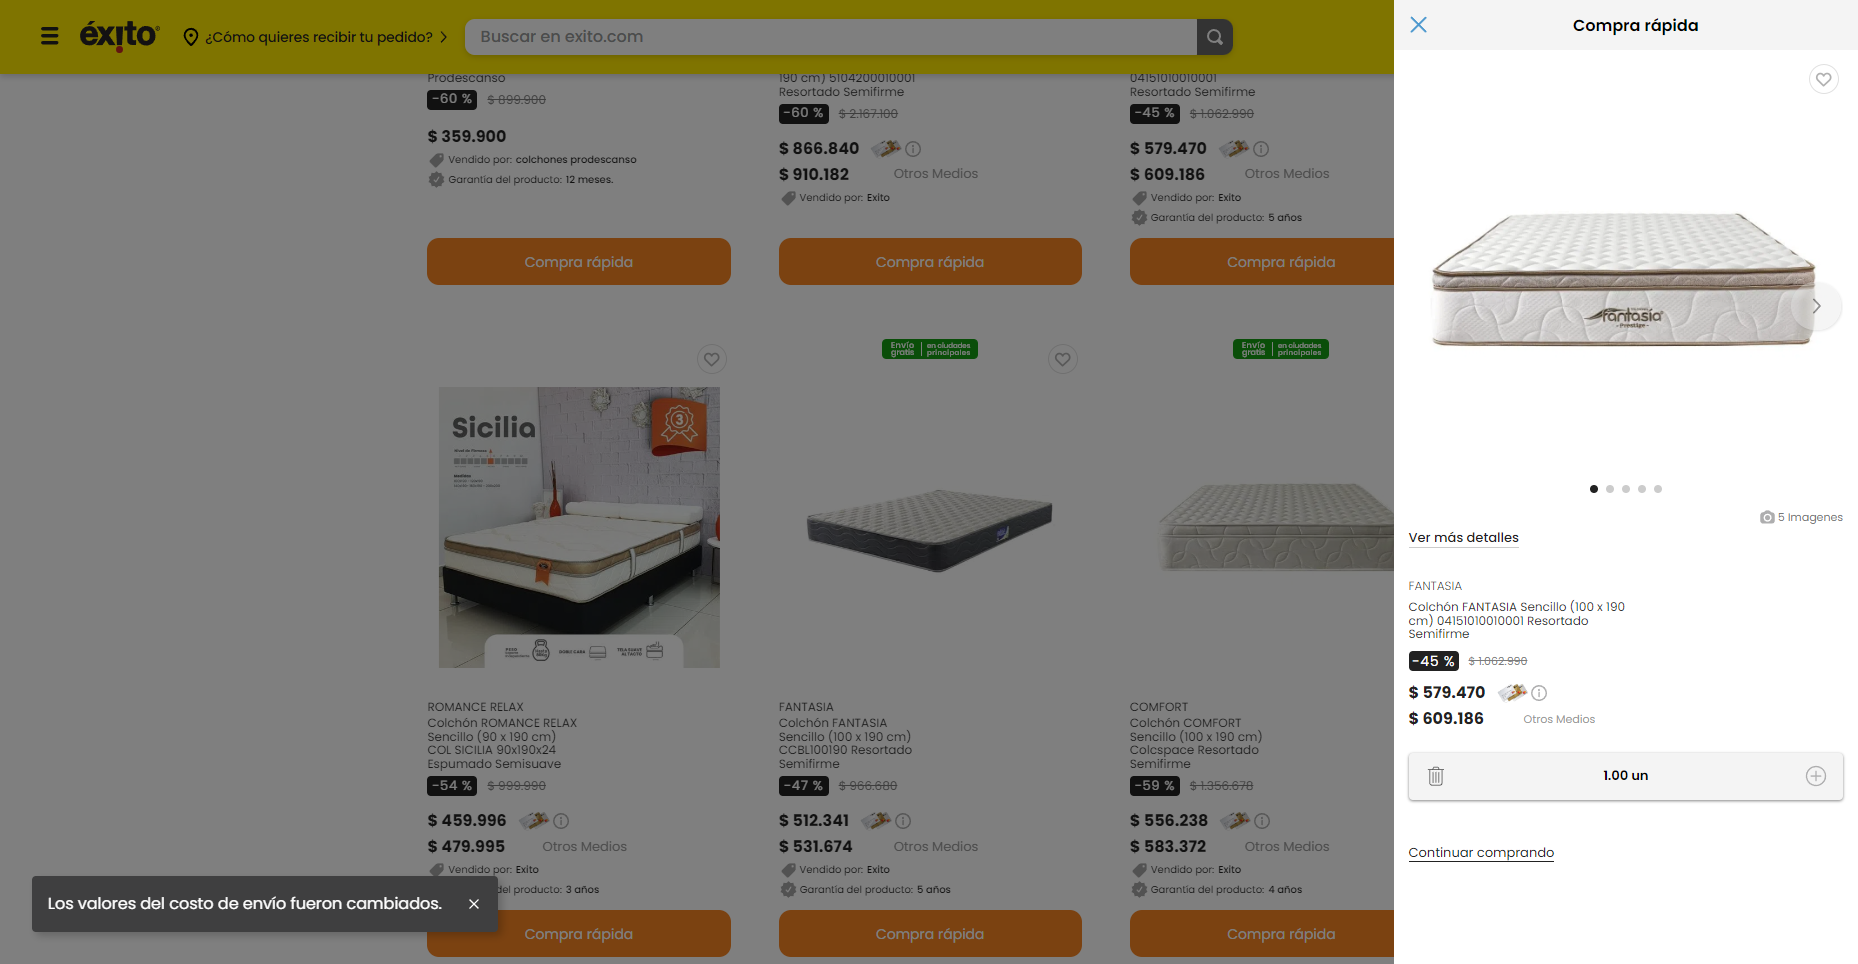 éxito
¿Cómo quieres recibir tu pedido?
Buscar en exito.com
Prodescanso
-60 % $ 899.900
$ 359.900
Vendido por: colchones prodescanso
Garantía del producto: 12 meses.
Compra rápida
190 cm) 5104200010001
Resortado Semifirme
-60 % $ 2.167.100
$ 866.840
$ 910.182 Otros Medios
Vendido por: Exito
Compra rápida
04151010010001
Resortado Semifirme
-45 % $ 1.062.990
$ 579.470
$ 609.186 Otros Medios
Vendido por: Exito
Garantía del producto: 5 años
Compra rápida
Sicilia
3
ROMANCE RELAX
Colchón ROMANCE RELAX
Sencillo (90 x 190 cm)
COL SICILIA 90x190x24
Espumado Semisuave
-54 % $ 999.990
$ 459.996
$ 479.995 Otros Medios
Vendido por: Exito
del producto: 3 años
Compra rápida
Envío gratis | en ciudades principales
FANTASIA
Colchón FANTASIA
Sencillo (100 x 190 cm)
CCBL100190 Resortado
Semifirme
-47 % $ 966.680
$ 512.341
$ 531.674 Otros Medios
Vendido por: Exito
Garantía del producto: 5 años
Compra rápida
Envío gratis | en ciudades principales
COMFORT
Colchón COMFORT
Sencillo (100 x 190 cm)
Colcspace Resortado
Semifirme
-59 % $ 1.356.678
$ 556.238
$ 583.372 Otros Medios
Vendido por: Exito
Garantía del producto: 4 años
Compra rápida
Los valores del costo de envío fueron cambiados.
Compra rápida
fantasía
- Prestige -
5 Imagenes
Ver más detalles
FANTASIA
Colchón FANTASIA Sencillo (100 x 190
cm) 04151010010001 Resortado
Semifirme
-45 % $ 1.062.990
$ 579.470
$ 609.186 Otros Medios
1.00 un
Continuar comprando